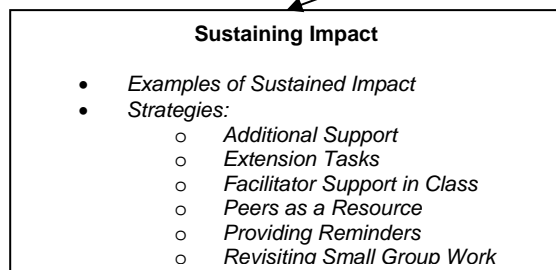 Sustaining Impact
• Examples of Sustained Impact
• Strategies:
o Additional Support
o Extension Tasks
o Facilitator Support in Class
o Peers as a Resource
o Providing Reminders
o Revisiting Small Group Work